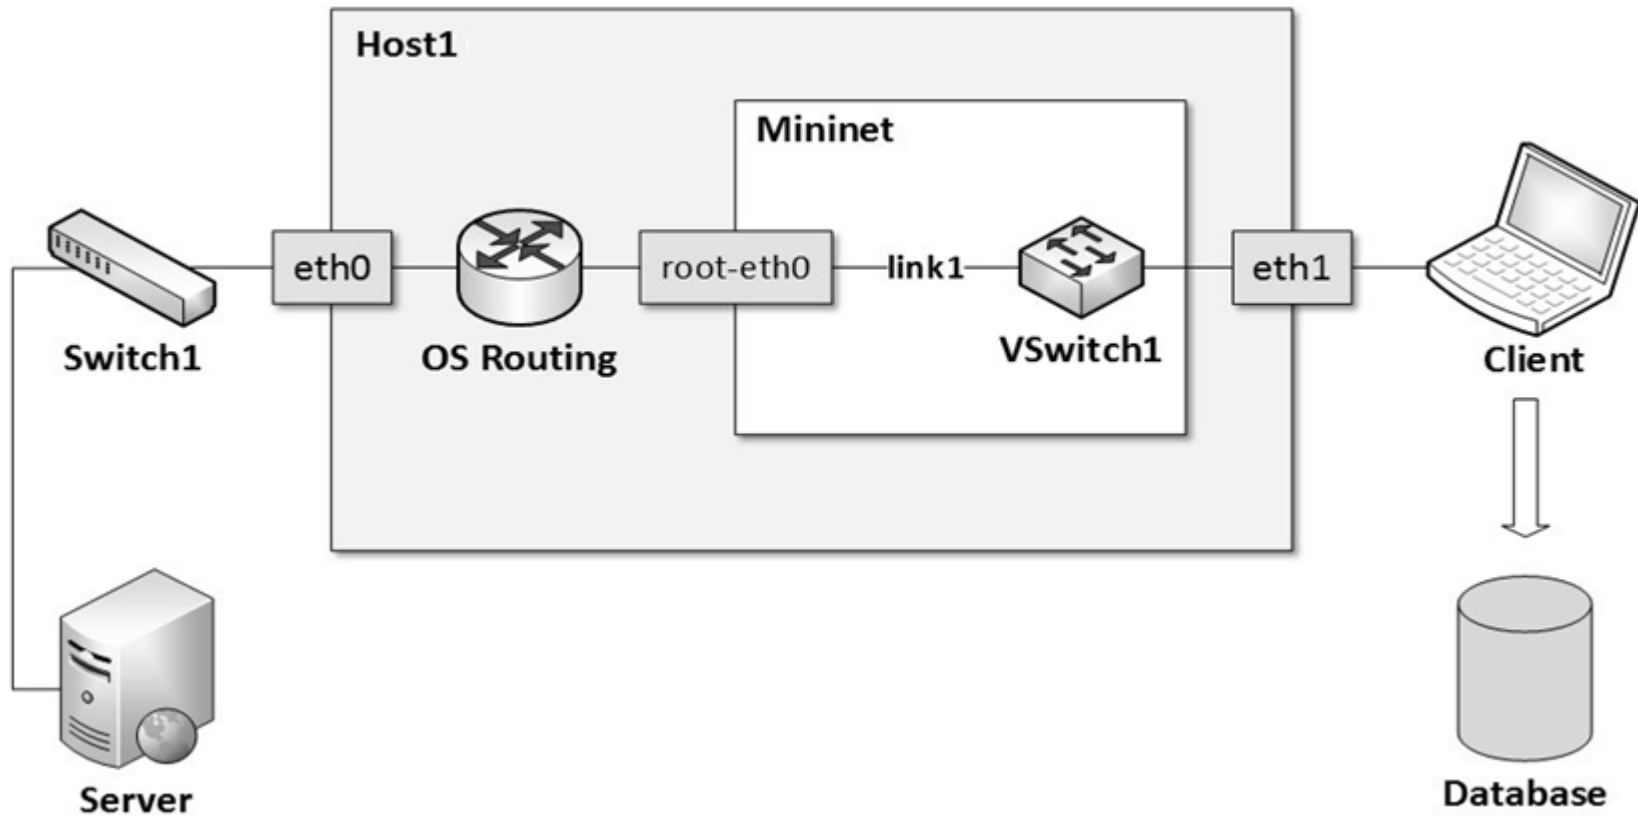 Host1
Mininet
eth0
root-eth0
link1
eth1
Switch1
OS Routing
VSwitch1
Client
Server
Database